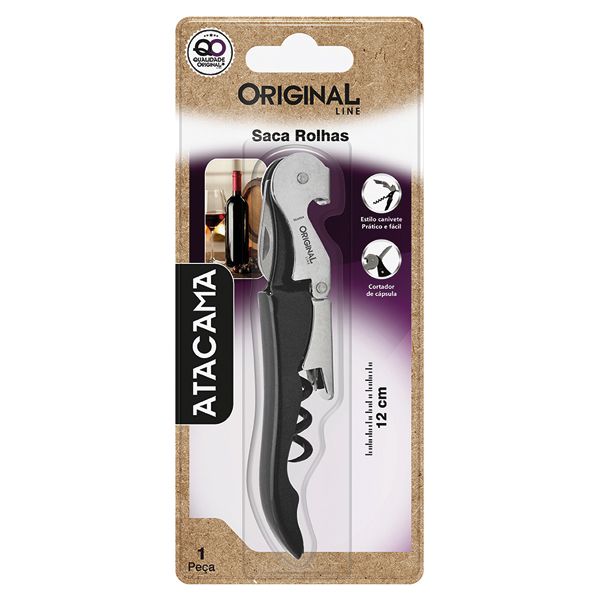 QO
QUALIDADE
ORIGINAL
ORIGINAL
LINE
Saca Rolhas
Estilo canivete
Prático e fácil
ORIGINAL
Cortador
de cápsula
ATACAMA
12 cm
1
Peça